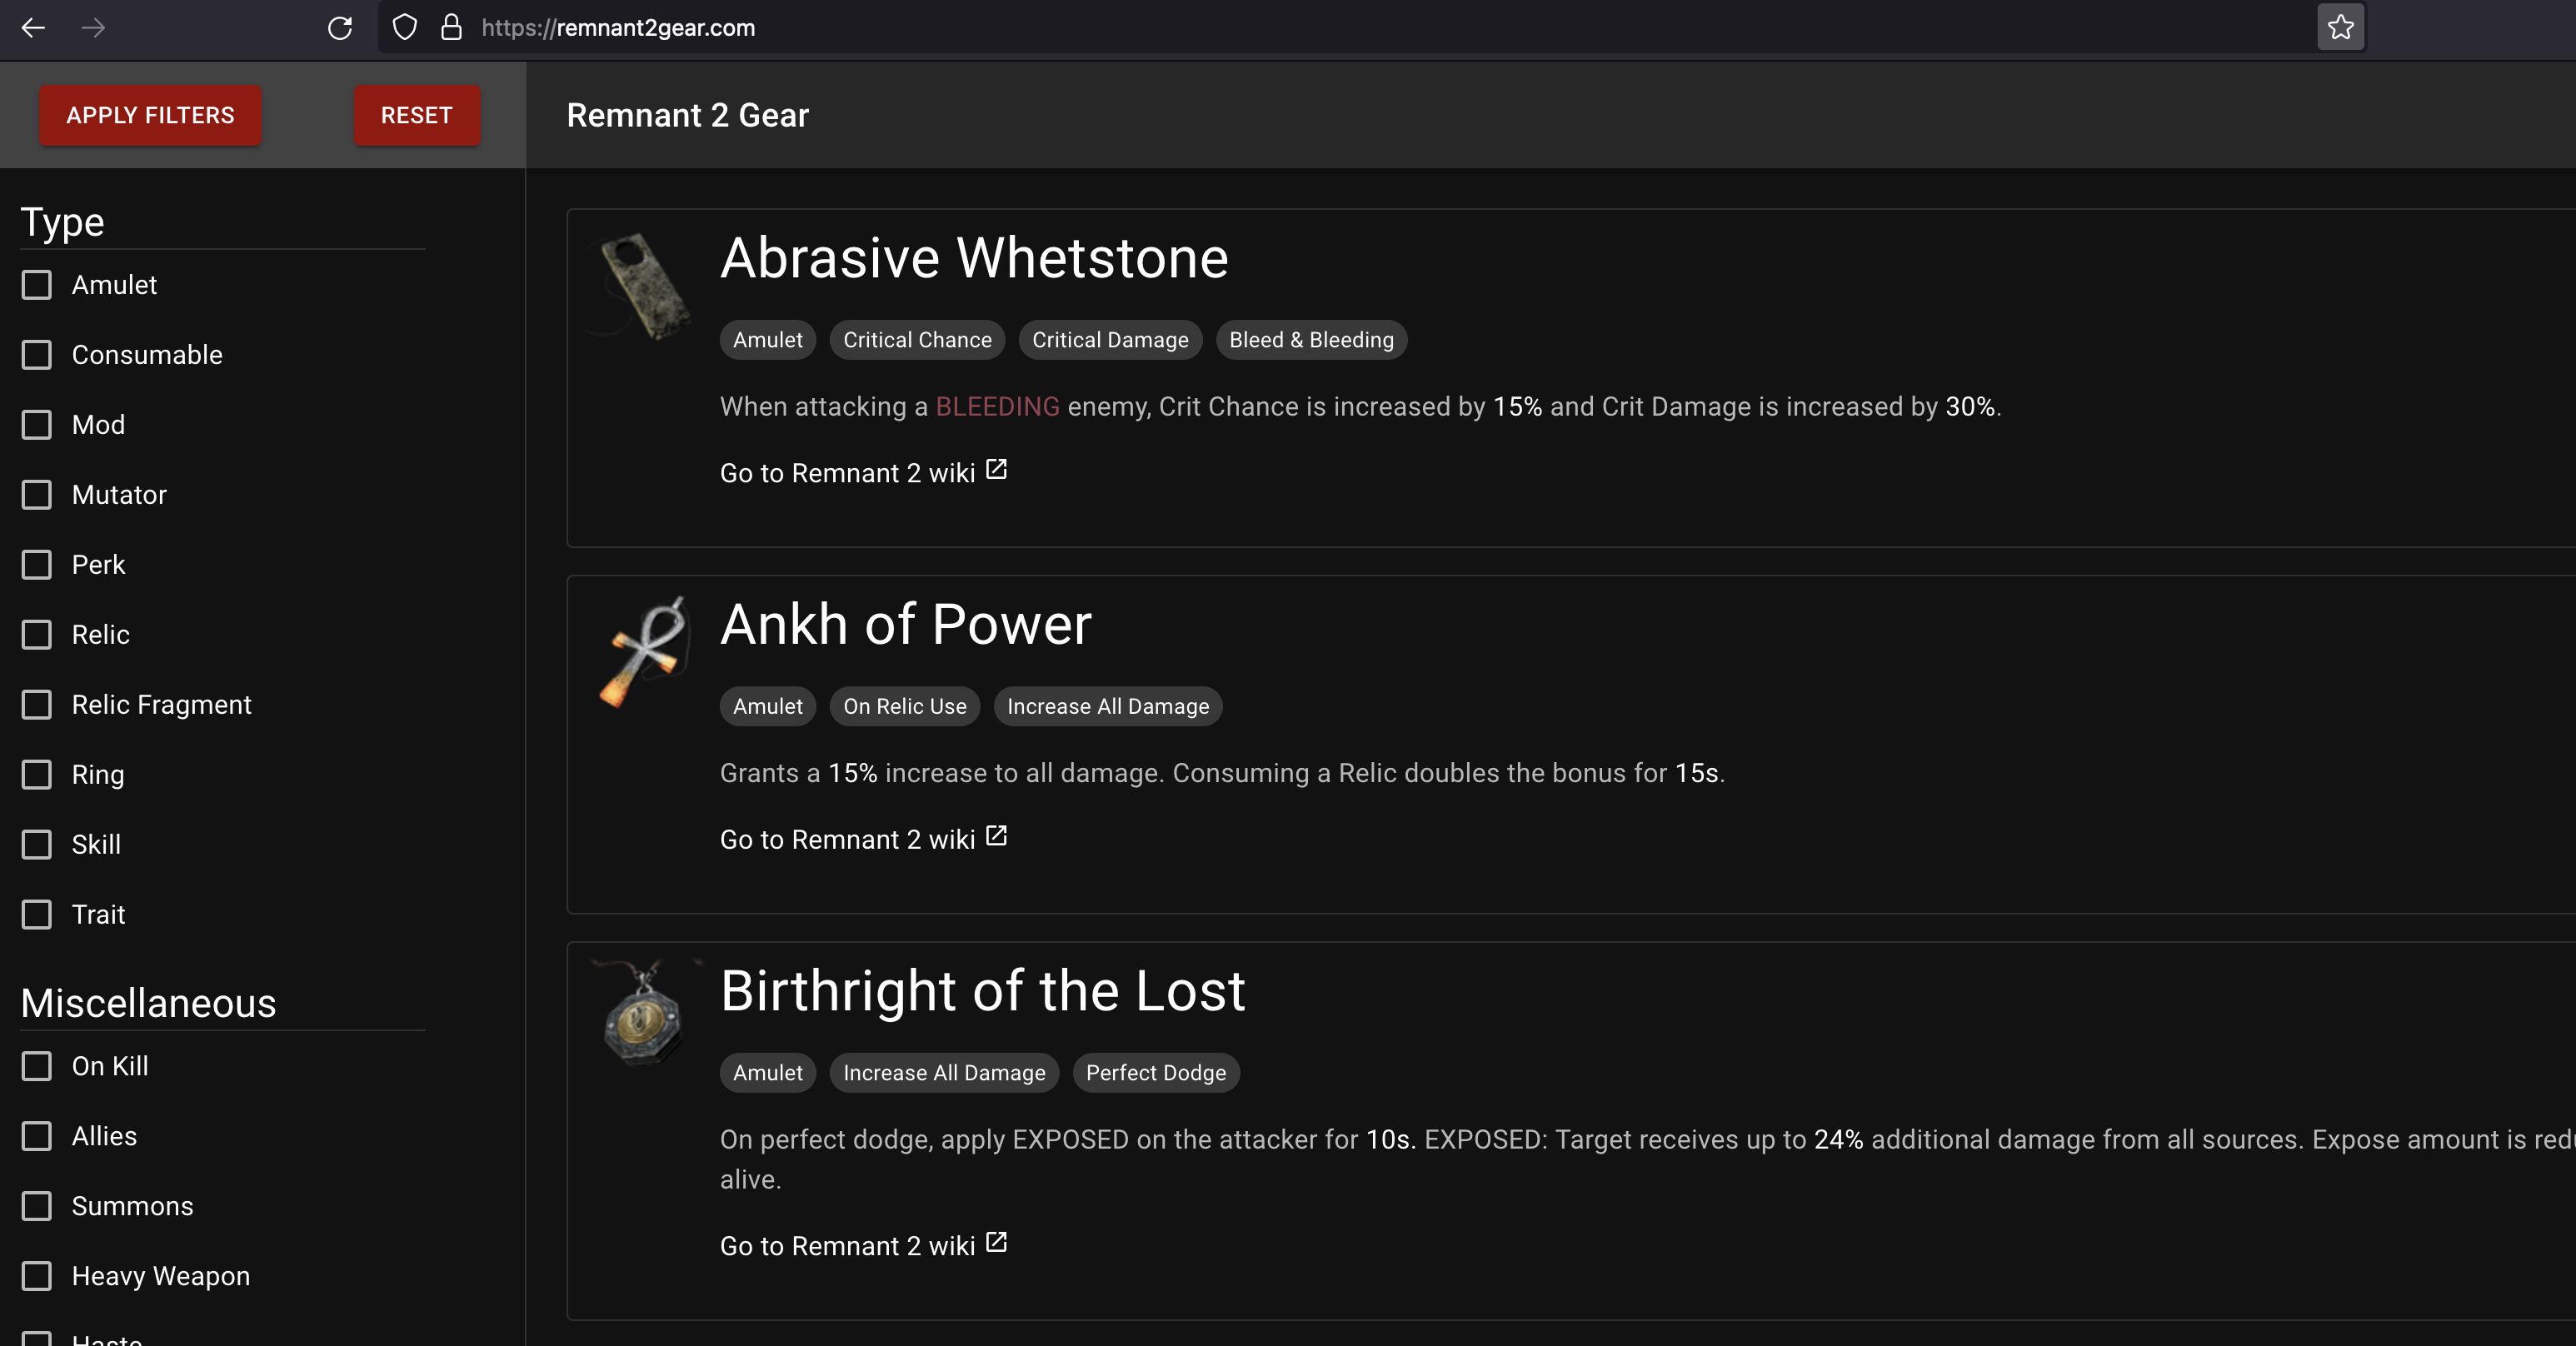 https://remnant2gear.com
APPLY FILTERS
RESET
Remnant 2 Gear
Type
Amulet
Consumable
Mod
Mutator
Perk
Relic
Relic Fragment
Ring
Skill
Trait
Miscellaneous
On Kill
Allies
Summons
Heavy Weapon
Haste
Abrasive Whetstone
Amulet Critical Chance Critical Damage Bleed & Bleeding
When attacking a BLEEDING enemy, Crit Chance is increased by 15% and Crit Damage is increased by 30%.
Go to Remnant 2 wiki
Ankh of Power
Amulet On Relic Use Increase All Damage
Grants a 15% increase to all damage. Consuming a Relic doubles the bonus for 15s.
Go to Remnant 2 wiki
Birthright of the Lost
Amulet Increase All Damage Perfect Dodge
On perfect dodge, apply EXPOSED on the attacker for 10s. EXPOSED: Target receives up to 24% additional damage from all sources. Expose amount is
alive.
Go to Remnant 2 wiki